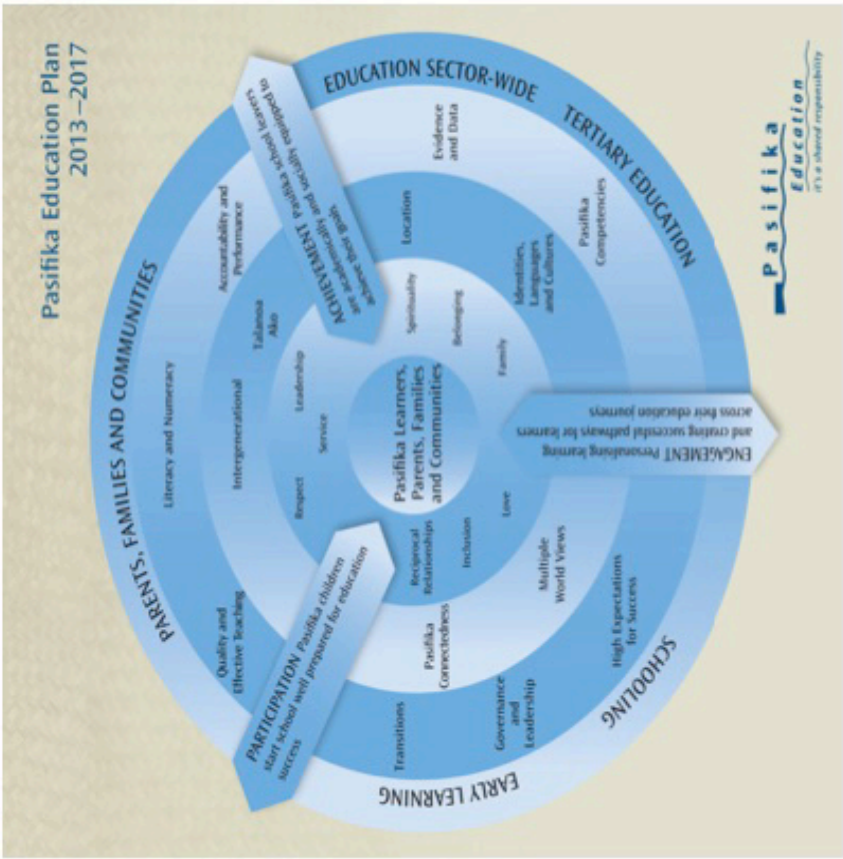 Pasifika Education Plan
2013–2017
PARENTS, FAMILIES AND COMMUNITIES
EDUCATION SECTOR-WIDE
TERTIARY EDUCATION
SCHOOLING
EARLY LEARNING
PARTICIPATION Pasifika children
start school well prepared for education
success
ACHIEVEMENT Pasifika school leavers
are academically and socially equipped to
achieve their goals
ENGAGEMENT Personalising learning
and creating successful pathways for learners
across their education journeys
Quality and
Effective Teaching
Literacy and Numeracy
Accountability and
Performance
Evidence
and Data
Pasifika
Competencies
High Expectations
for Success
Governance
and
Leadership
Transitions
Intergenerational
Talanoa
Ako
Location
Identities,
Languages
and Cultures
Multiple
World Views
Pasifika
Connectedness
Respect
Service
Leadership
Spirituality
Belonging
Family
Love
Inclusion
Reciprocal
Relationships
Pasifika Learners,
Parents, Families
and Communities
Pasifika
Education
it's a shared responsibility